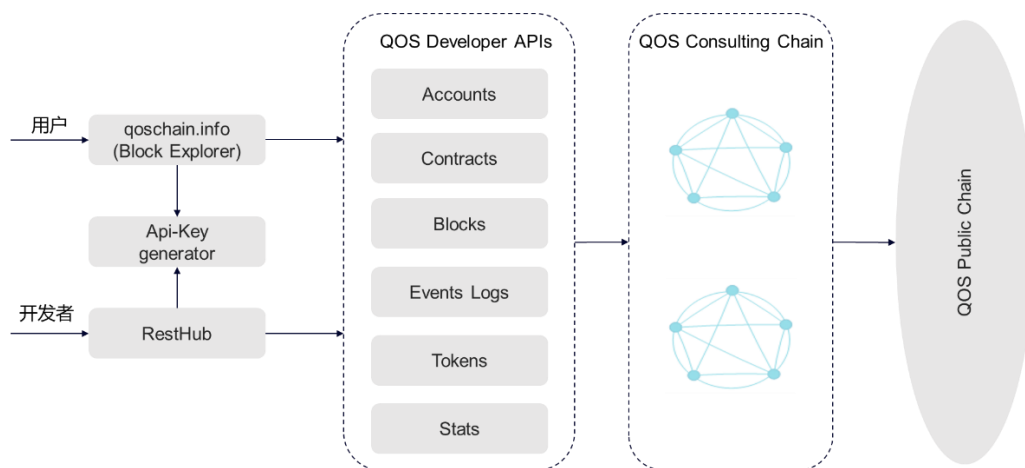 用户
qoschain.info
(Block Explorer)
Api-Key
generator
开发者
RestHub
QOS Developer APIs
Accounts
Contracts
Blocks
Events Logs
Tokens
Stats
QOS Consulting Chain
QOS Public Chain